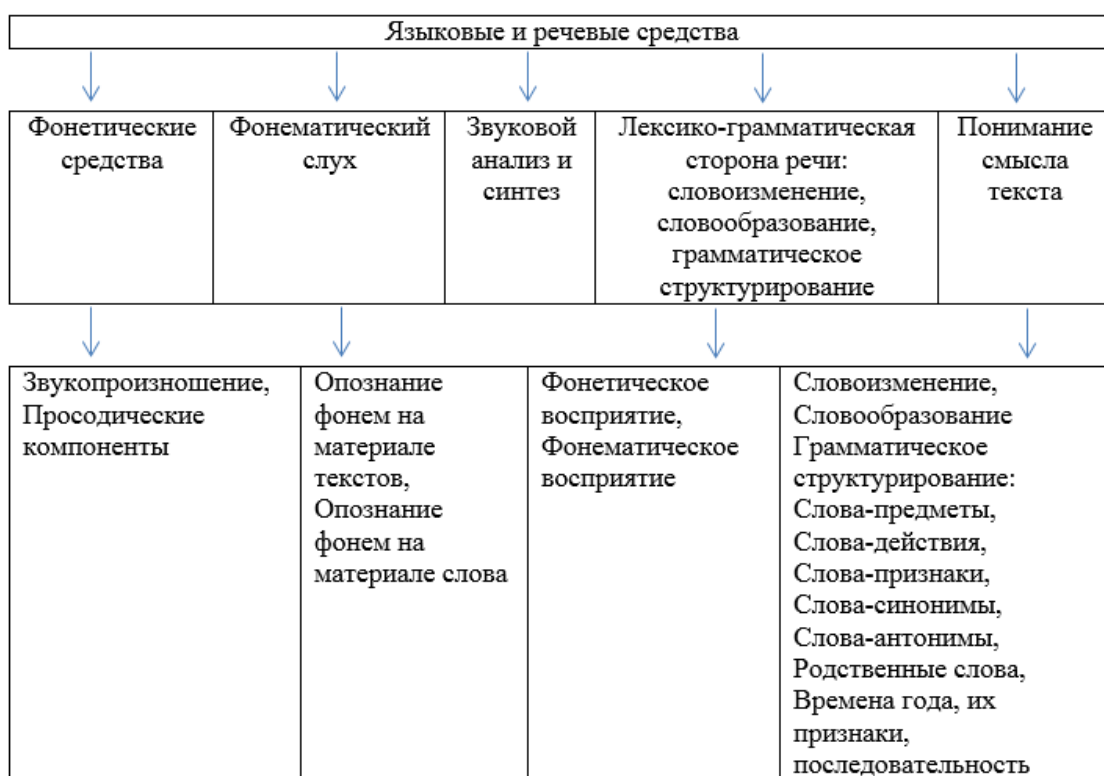 Языковые и речевые средства
Фонетические
средства
Фонематический
слух
Звуковой
анализ и
синтез
Лексико-грамматическая
сторона речи:
словоизменение,
словообразование,
грамматическое
структурирование
Понимание
смысла
текста
Звукопроизношение,
Просодические
компоненты
Опознание
фонем на
материале
текстов,
Опознание
фонем на
материале слова
Фонетическое
восприятие,
Фонематическое
восприятие
Словоизменение,
Словообразование
Грамматическое
структурирование:
Слова-предметы,
Слова-действия,
Слова-признаки,
Слова-синонимы,
Слова-антонимы,
Родственные слова,
Времена года, их
признаки,
последовательность